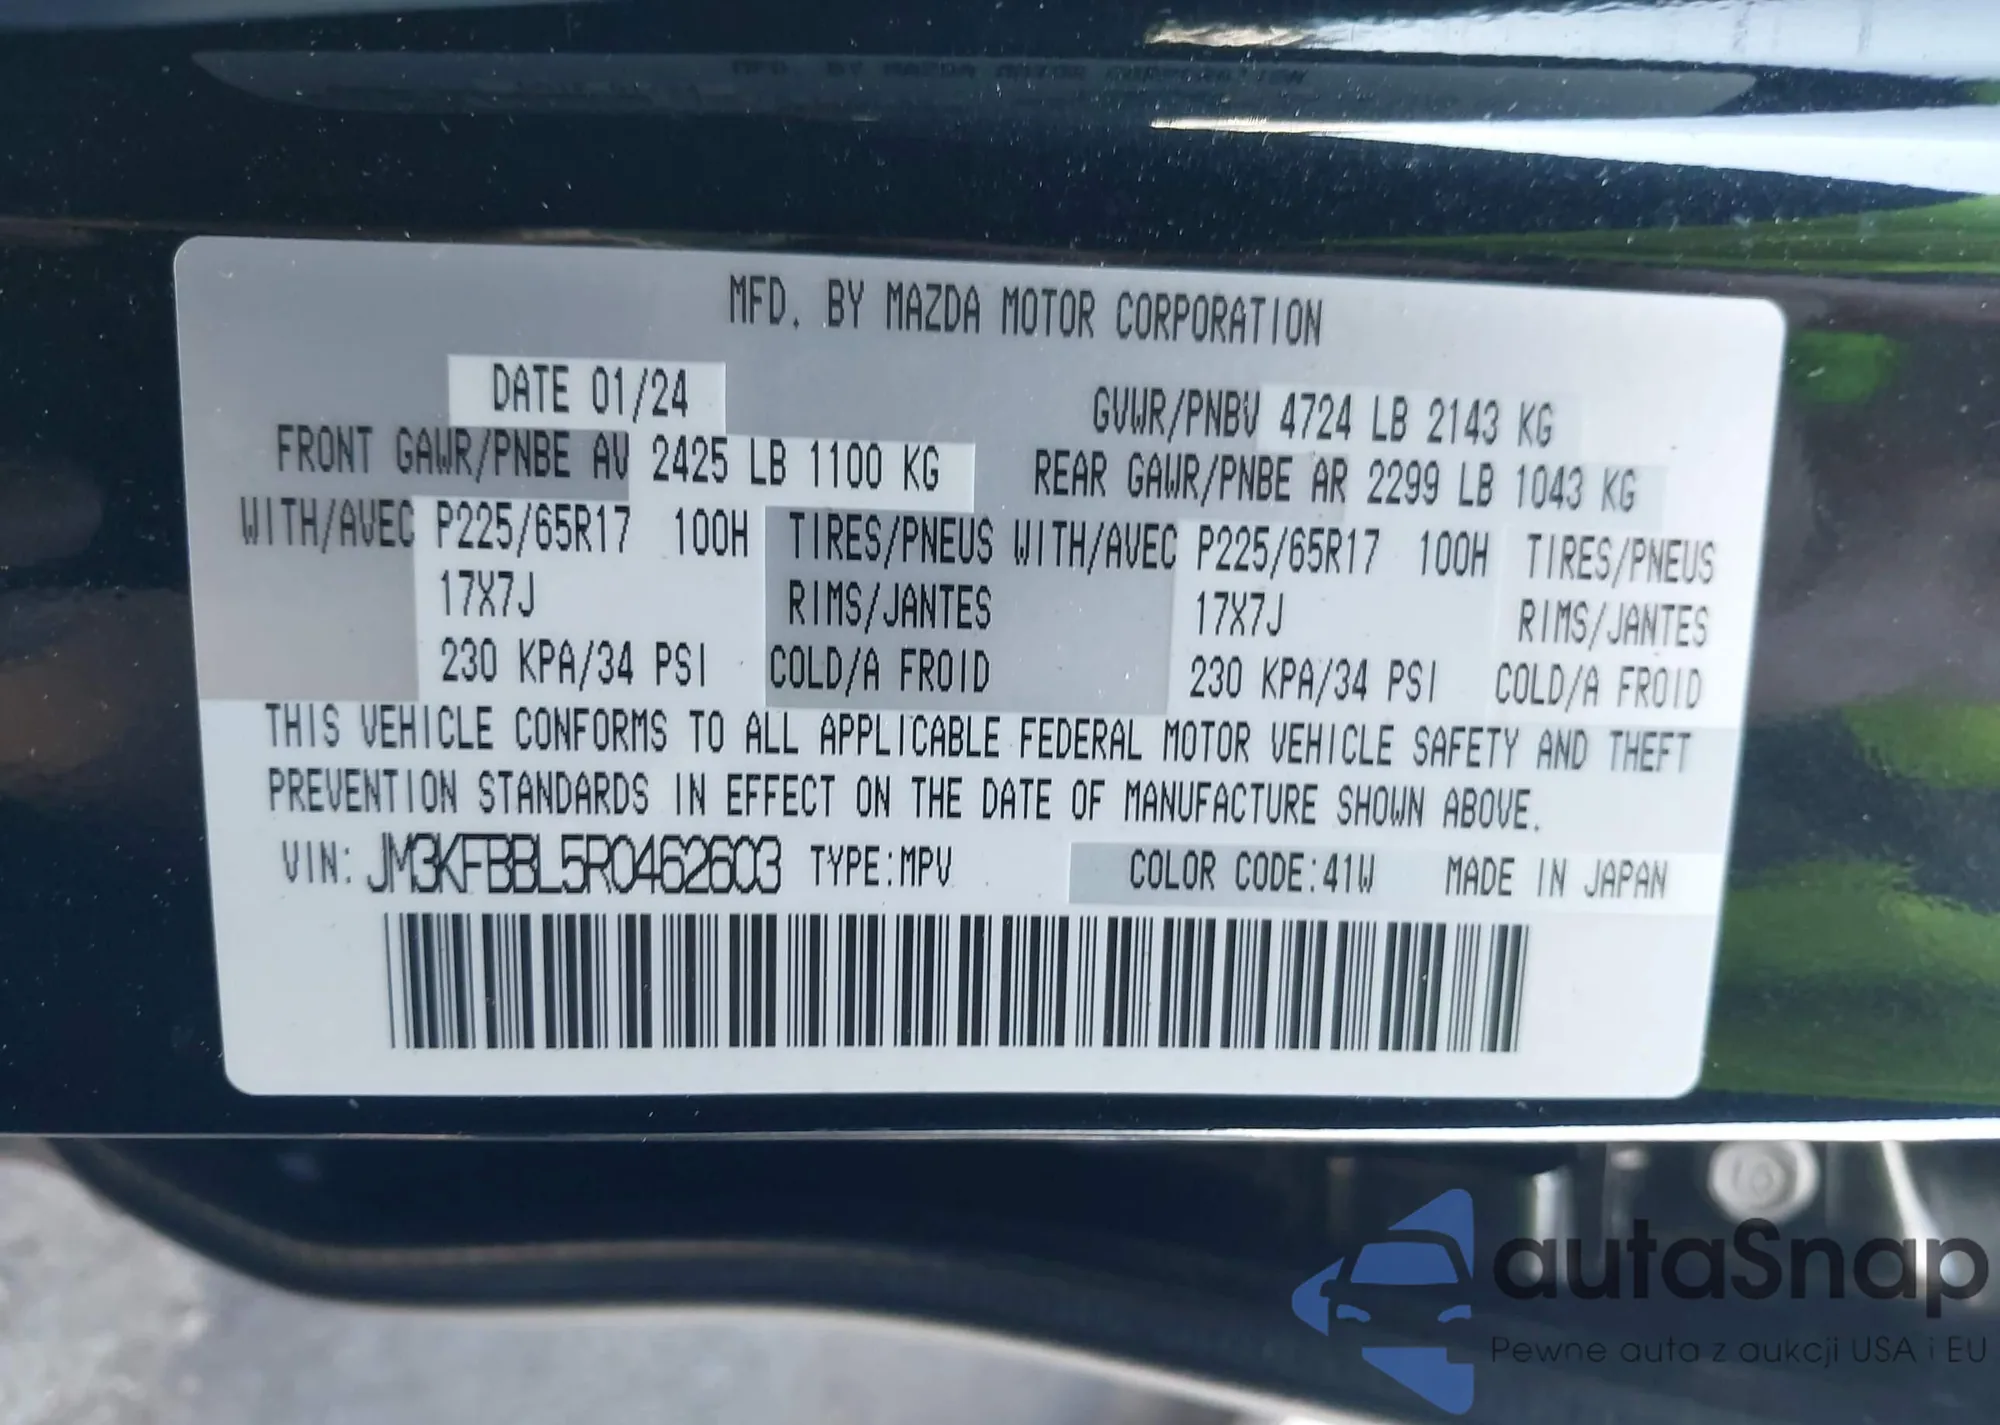 MFD. BY MAZDA MOTOR CORPORATION
DATE 01/24
GVWR/PNBV 4724 LB 2143 KG
FRONT GAWR/PNBE AV 2425 LB 1100 KG
REAR GAWR/PNBE AR 2299 LB 1043 KG
WITH/AVEC P225/65R17 100H TIRES/PNEUS WITH/AVEC P225/65R17 100H TIRES/PNEUS
17X7J RIMS/JANTES 17X7J RIMS/JANTES
230 KPA/34 PSI COLD/A FROID 230 KPA/34 PSI COLD/A FROID
THIS VEHICLE CONFORMS TO ALL APPLICABLE FEDERAL MOTOR VEHICLE SAFETY AND THEFT
PREVENTION STANDARDS IN EFFECT ON THE DATE OF MANUFACTURE SHOWN ABOVE.
VIN: JM3KFBBL5R0462603 TYPE:MPV COLOR CODE:41W MADE IN JAPAN
autoSnap
Pewne auta z aukcji USA i EU